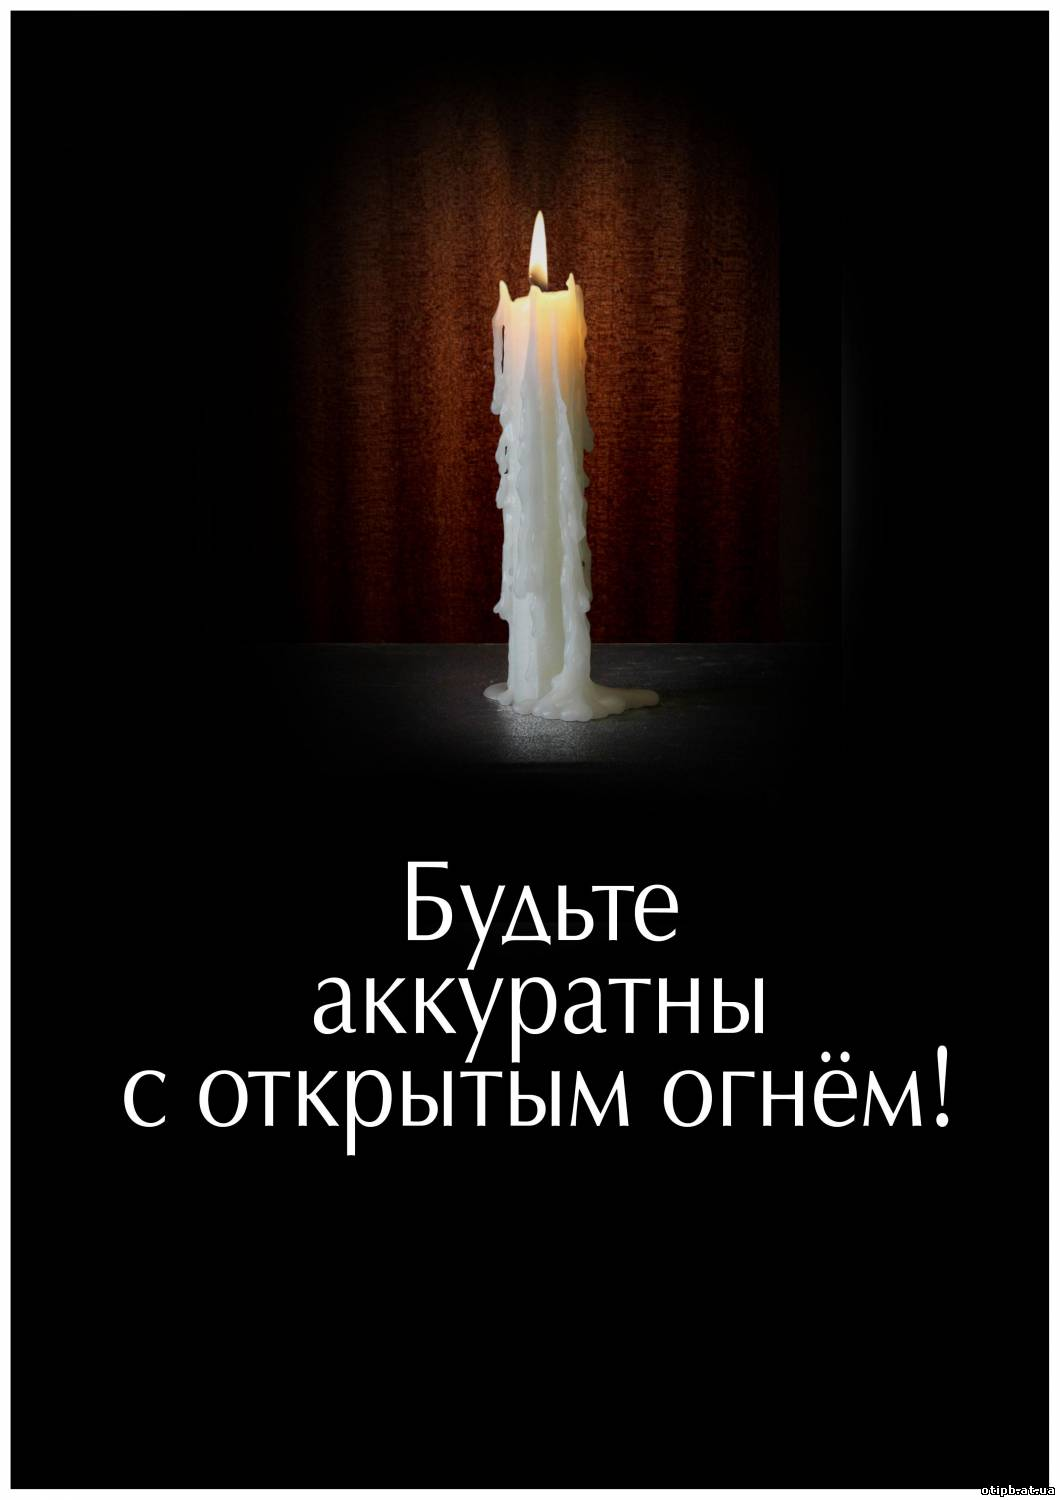 Будьте
аккуратны
с открытым огнём!
otipb.at.ua